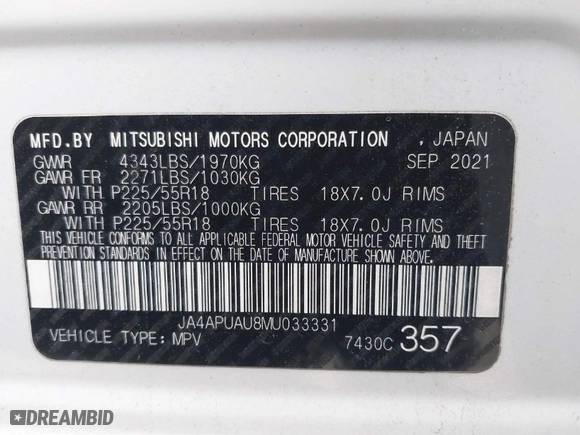 MFD.BY MITSUBISHI MOTORS CORPORATION , JAPAN
GVWR 4343LBS/1970KG SEP 2021
GAWR FR 2271LBS/1030KG
WITH P225/55R18 TIRES 18X7.0J RIMS
GAWR RR 2205LBS/1000KG
WITH P225/55R18 TIRES 18X7.0J RIMS
THIS VEHICLE CONFORMS TO ALL APPLICABLE FEDERAL MOTOR VEHICLE SAFETY AND THEFT
PREVENTION STANDARDS IN EFFECT ON THE DATE OF MANUFACTURE SHOWN ABOVE.
JA4APUAU8MU033331
VEHICLE TYPE: MPV 7430C 357
DREAMBID